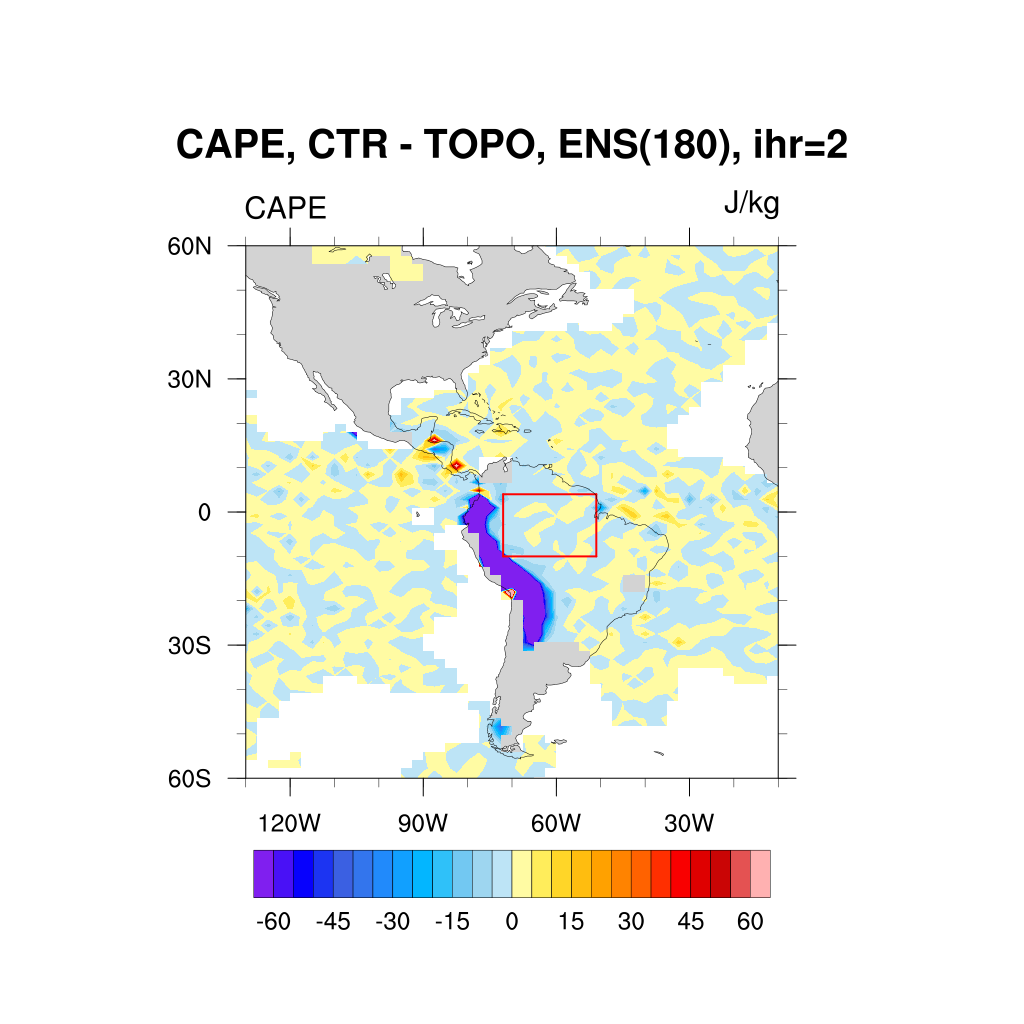 CAPE, CTR - TOPO, ENS(180), ihr=2
CAPE J/kg
60N
30N
0
30S
60S
120W 90W 60W 30W
-60 -45 -30 -15 0 15 30 45 60